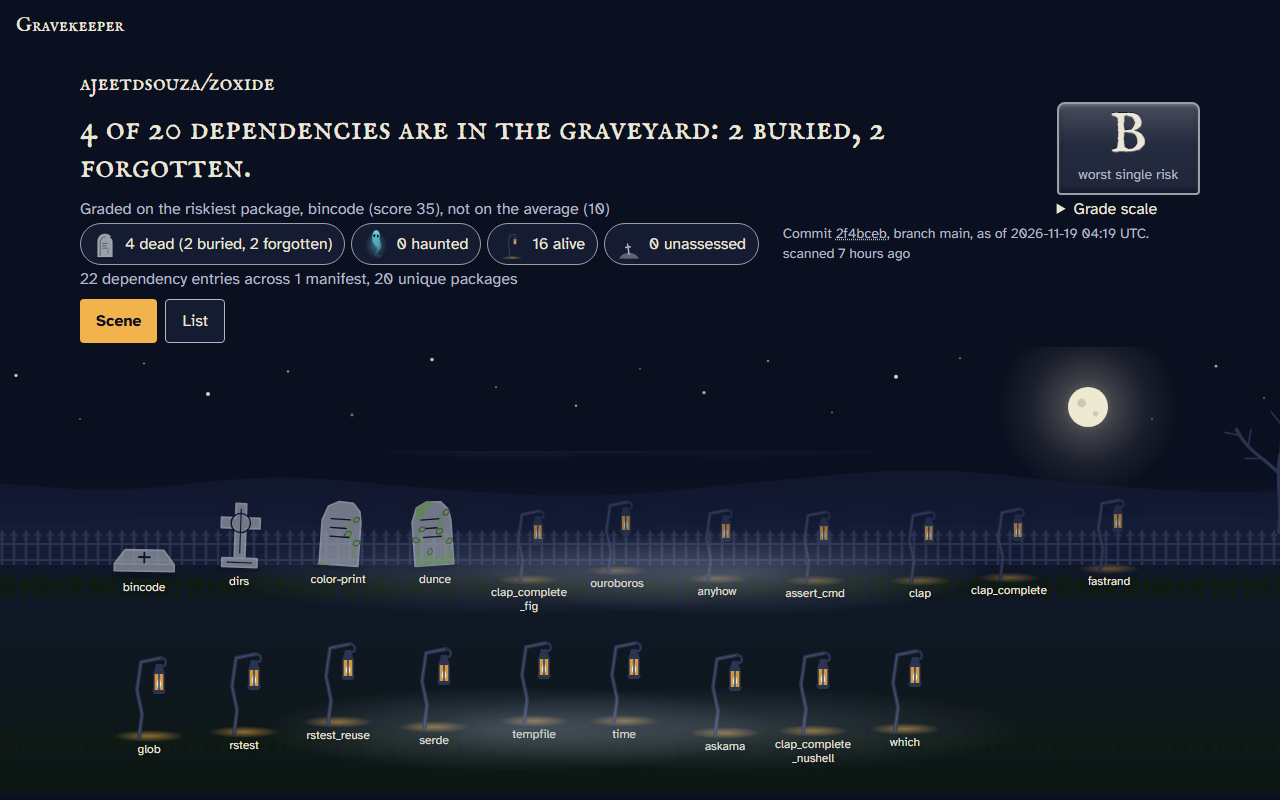 Gravekeeper
ajeetdsouza/zoxide
4 of 20 dependencies are in the graveyard: 2 buried, 2
forgotten.
B
worst single risk
Graded on the riskiest package, bincode (score 35), not on the average (10)
▶ Grade scale
4 dead (2 buried, 2 forgotten)
0 haunted
16 alive
0 unassessed
Commit 2f4bceb, branch main, as of 2026-11-19 04:19 UTC.
scanned 7 hours ago
22 dependency entries across 1 manifest, 20 unique packages
Scene
List
bincode
dirs
color-print
dunce
clap_complete
_fig
ouroboros
anyhow
assert_cmd
clap
clap_complete
fastrand
glob
rstest
rstest_reuse
serde
tempfile
time
askama
clap_complete
_nushell
which